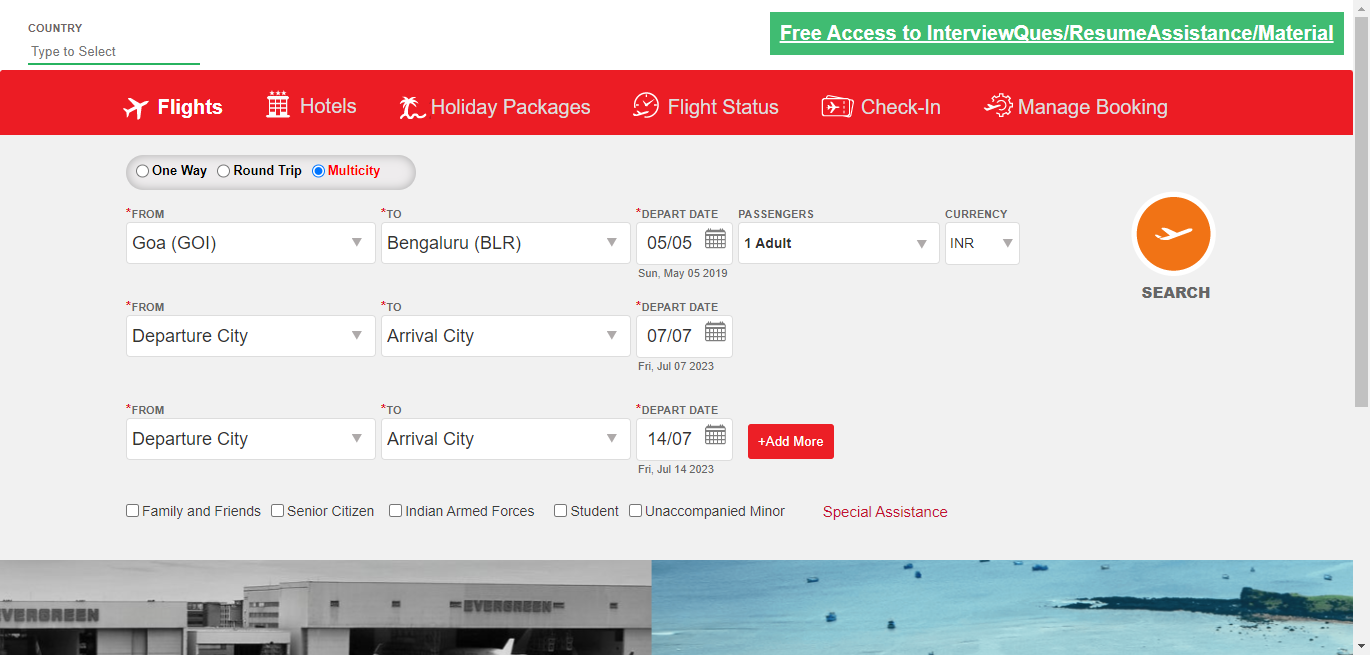 COUNTRY
Type to Select
Free Access to InterviewQues/ResumeAssistance/Material
Flights Hotels Holiday Packages Flight Status Check-In Manage Booking
One Way Round Trip Multicity
*FROM *TO *DEPART DATE PASSENGERS CURRENCY
Goa (GOI) Bengaluru (BLR) 05/05 1 Adult INR
Sun, May 05 2019
SEARCH
*FROM *TO *DEPART DATE
Departure City Arrival City 07/07
Fri, Jul 07 2023
*FROM *TO *DEPART DATE
Departure City Arrival City 14/07 +Add More
Fri, Jul 14 2023
Family and Friends Senior Citizen Indian Armed Forces Student Unaccompanied Minor Special Assistance
EVERGREEN
VERGREEN